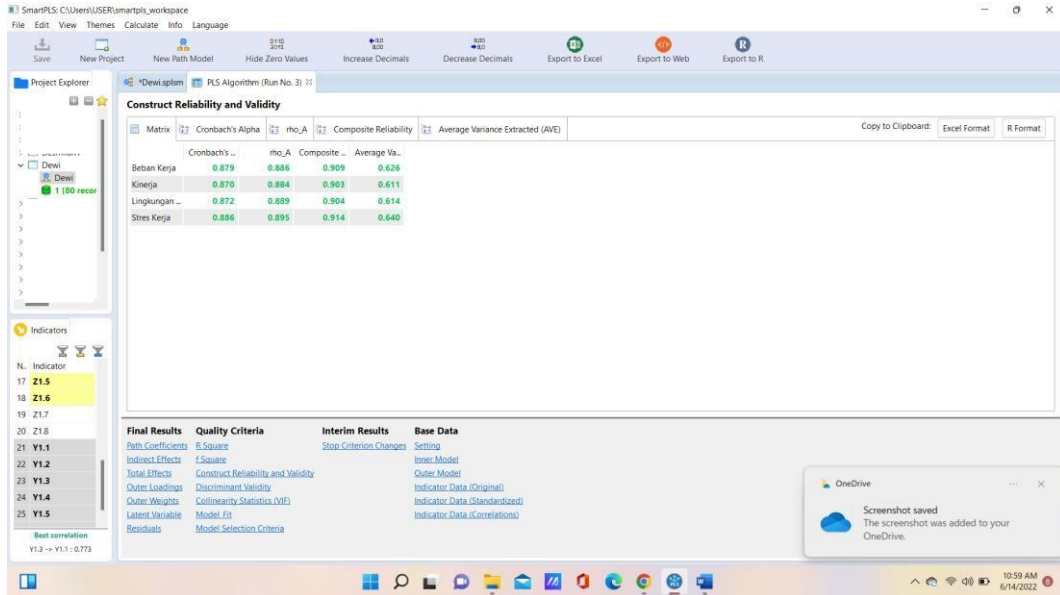 SmartPLS: C:\Users\USER\smartpls_workspace
File Edit View Themes Calculate Info Language
Save New Project New Path Model Hide Zero Values Increase Decimals Decrease Decimals Export to Excel Export to Web Export to R
Project Explorer
*Dewi.splsm PLS Algorithm (Run No. 3)
Construct Reliability and Validity
Matrix Cronbach's Alpha rho_A Composite Reliability Average Variance Extracted (AVE) Copy to Clipboard: Excel Format R Format
Cronbach's ... rho_A Composite ... Average Va...
Beban Kerja 0.879 0.886 0.909 0.626
Kinerja 0.870 0.884 0.903 0.611
Lingkungan ... 0.872 0.889 0.904 0.614
Stres Kerja 0.886 0.895 0.914 0.640
Dewi
Dewi
1 [80 recor
Indicators
N.. Indicator
17 Z1.5
18 Z1.6
19 Z1.7
20 Z1.8
21 Y1.1
22 Y1.2
23 Y1.3
24 Y1.4
25 Y1.5
Best correlation
Y1.3 -> Y1.1 : 0.773
Final Results Quality Criteria Interim Results Base Data
Path Coefficients R Square Stop Criterion Changes Setting
Indirect Effects f Square Inner Model
Total Effects Construct Reliability and Validity Outer Model
Outer Loadings Discriminant Validity Indicator Data (Original)
Outer Weights Collinearity Statistics (VIF) Indicator Data (Standardized)
Latent Variable Model Fit Indicator Data (Correlations)
Residuals Model Selection Criteria
OneDrive
Screenshot saved
The screenshot was added to your
OneDrive.
10:59 AM
6/14/2022